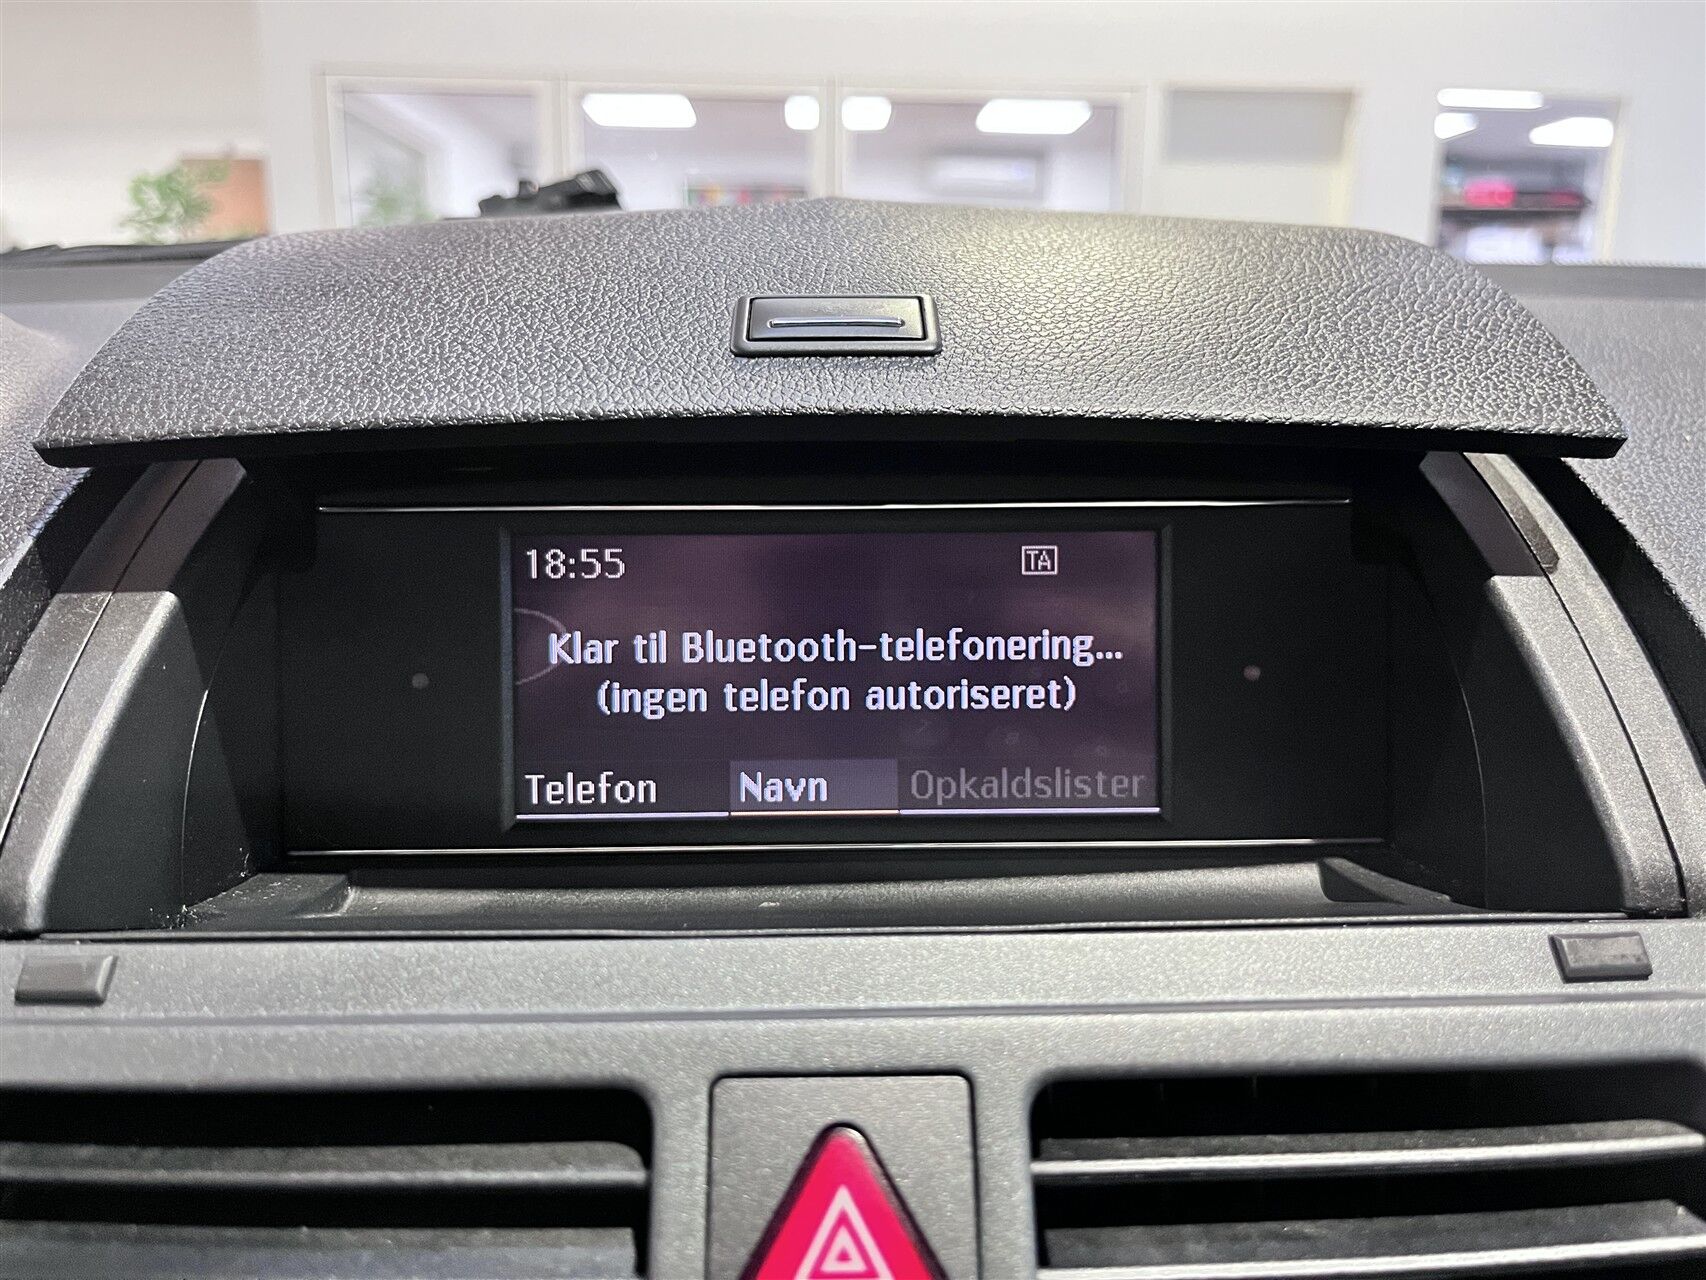 18:55 TA
Klar til Bluetooth-telefonering...
(ingen telefon autoriseret)
Telefon Navn Opkaldslister